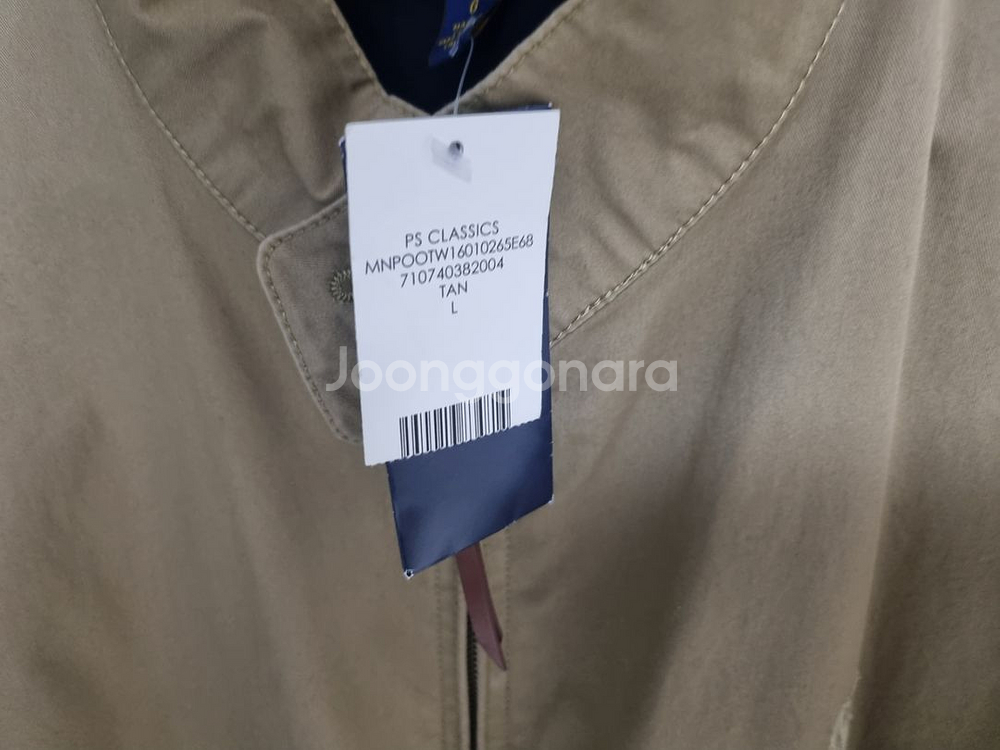 PS CLASSICS
MNPOOTW16010265E68
710740382004
TAN
L
Joonggonara